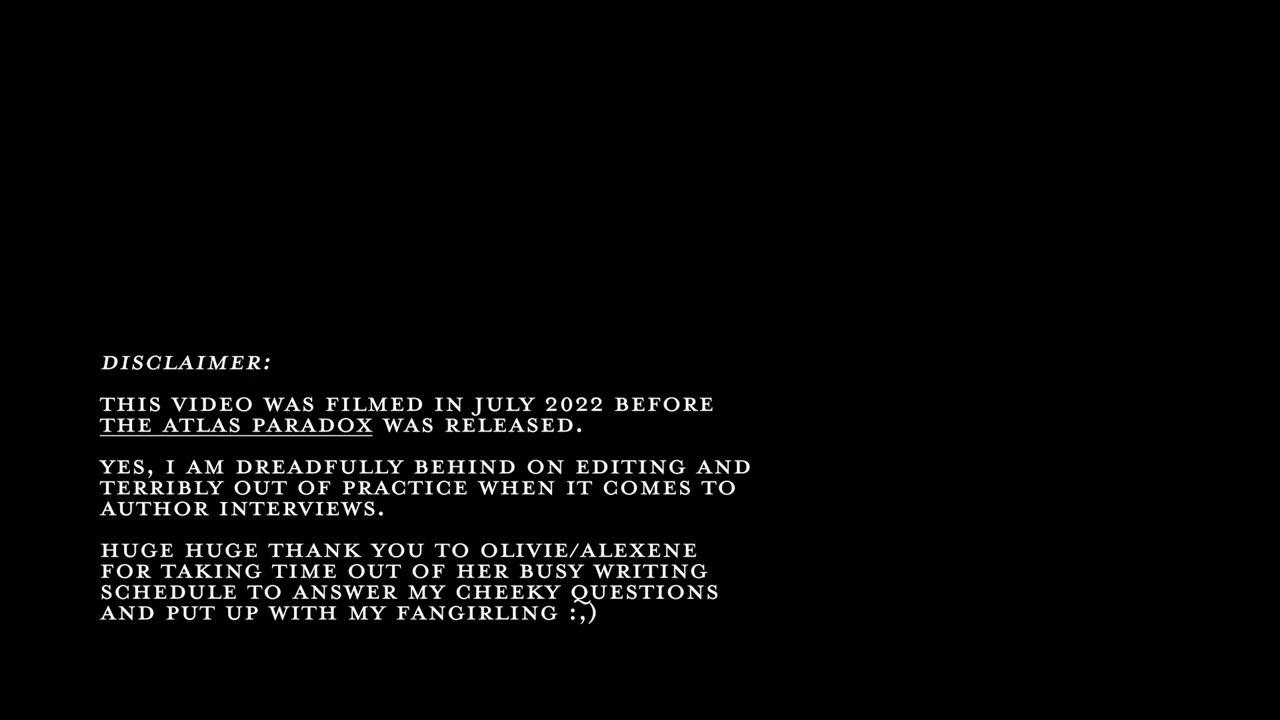 DISCLAIMER:
THIS VIDEO WAS FILMED IN JULY 2022 BEFORE
THE ATLAS PARADOX WAS RELEASED.
YES, I AM DREADFULLY BEHIND ON EDITING AND
TERRIBLY OUT OF PRACTICE WHEN IT COMES TO
AUTHOR INTERVIEWS.
HUGE HUGE THANK YOU TO OLIVIE/ALEXENE
FOR TAKING TIME OUT OF HER BUSY WRITING
SCHEDULE TO ANSWER MY CHEEKY QUESTIONS
AND PUT UP WITH MY FANGIRLING :,)